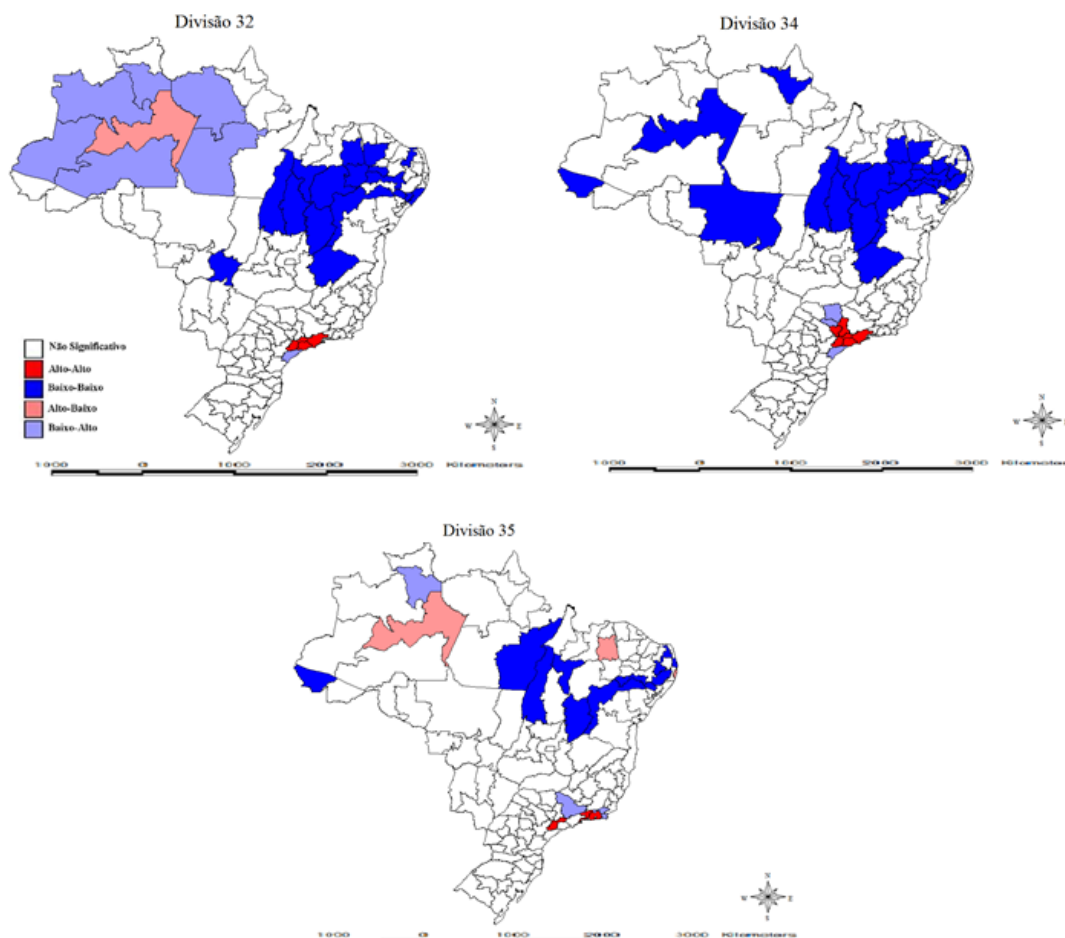 Divisão 32
Divisão 34
Não Significativo
Alto-Alto
Baixo-Baixo
Alto-Baixo
Baixo-Alto
N
W E
S
N
W E
S
1000 0 1000 2000 3000 Kilometers
1000 0 1000 2000 3000 Kilometers
Divisão 35
N
W E
S
1000 0 1000 2000 3000 Kilometers